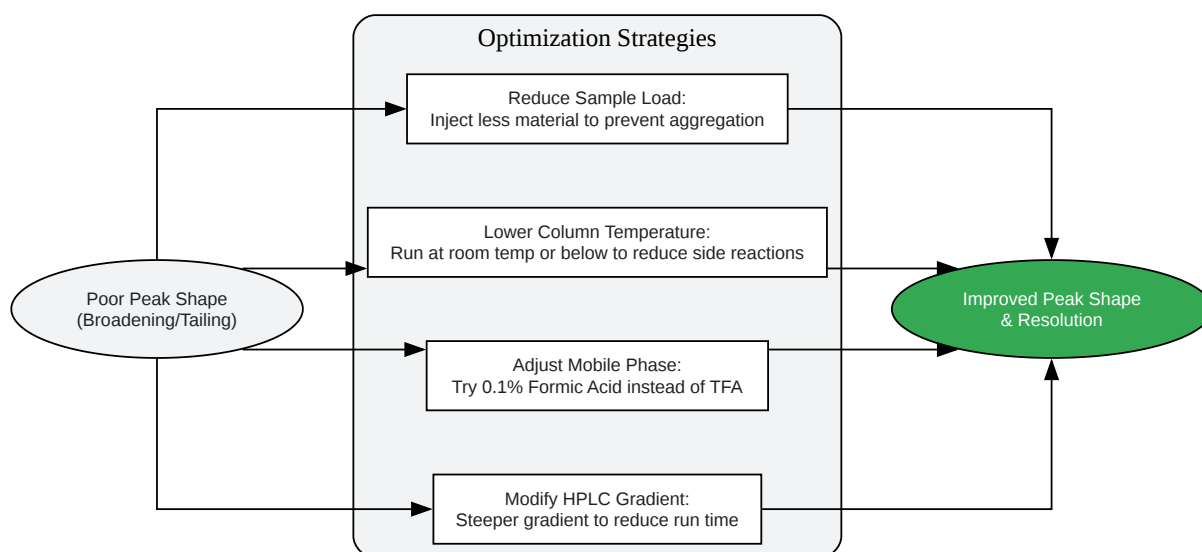 Optimization Strategies
Reduce Sample Load:
Inject less material to prevent aggregation
Lower Column Temperature:
Run at room temp or below to reduce side reactions
Poor Peak Shape
(Broadening/Tailing)
Improved Peak Shape
& Resolution
Adjust Mobile Phase:
Try 0.1% Formic Acid instead of TFA
Modify HPLC Gradient:
Steeper gradient to reduce run time